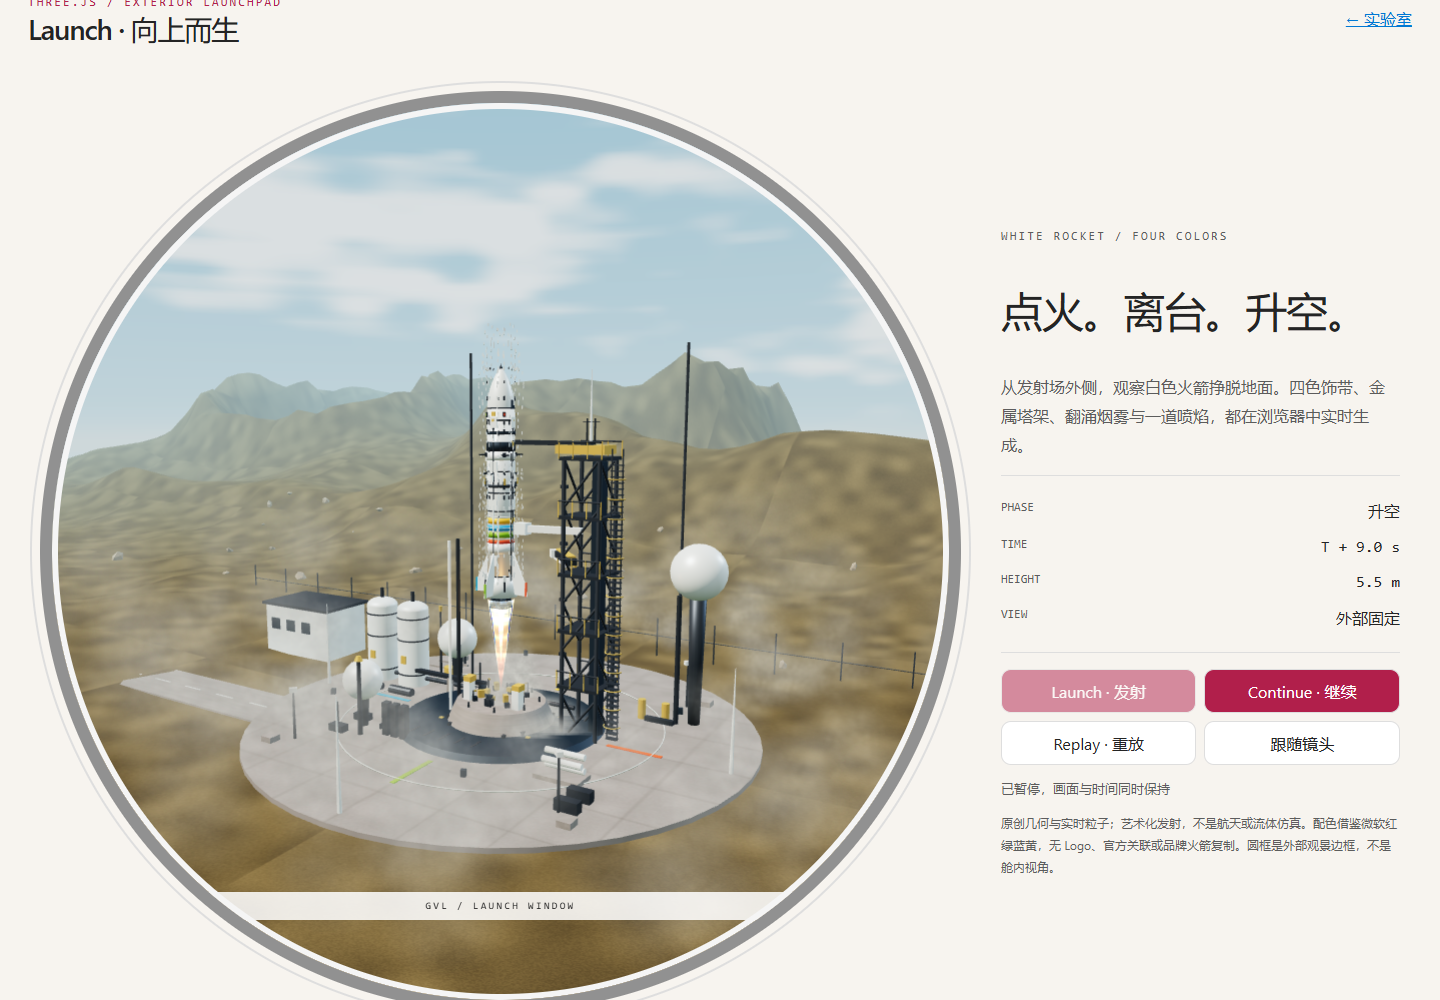 THREE.JS / EXTERIOR LAUNCHPAD
Launch · 向上而生
← 实验室
WHITE ROCKET / FOUR COLORS
点火。离台。升空。
从发射场外侧，观察白色火箭挣脱地面。四色饰带、金
属塔架、翻涌烟雾与一道喷焰，都在浏览器中实时生
成。
PHASE
升空
TIME
T + 9.0 s
HEIGHT
5.5 m
VIEW
外部固定
Launch · 发射
Continue · 继续
Replay · 重放
跟随镜头
已暂停，画面与时间同时保持
原创几何与实时粒子；艺术化发射，不是航天或流体仿真。配色借鉴微软红
绿蓝黄，无 Logo、官方关联或品牌火箭复制。圆框是外部观景边框，不是
舱内视角。
GVL / LAUNCH WINDOW